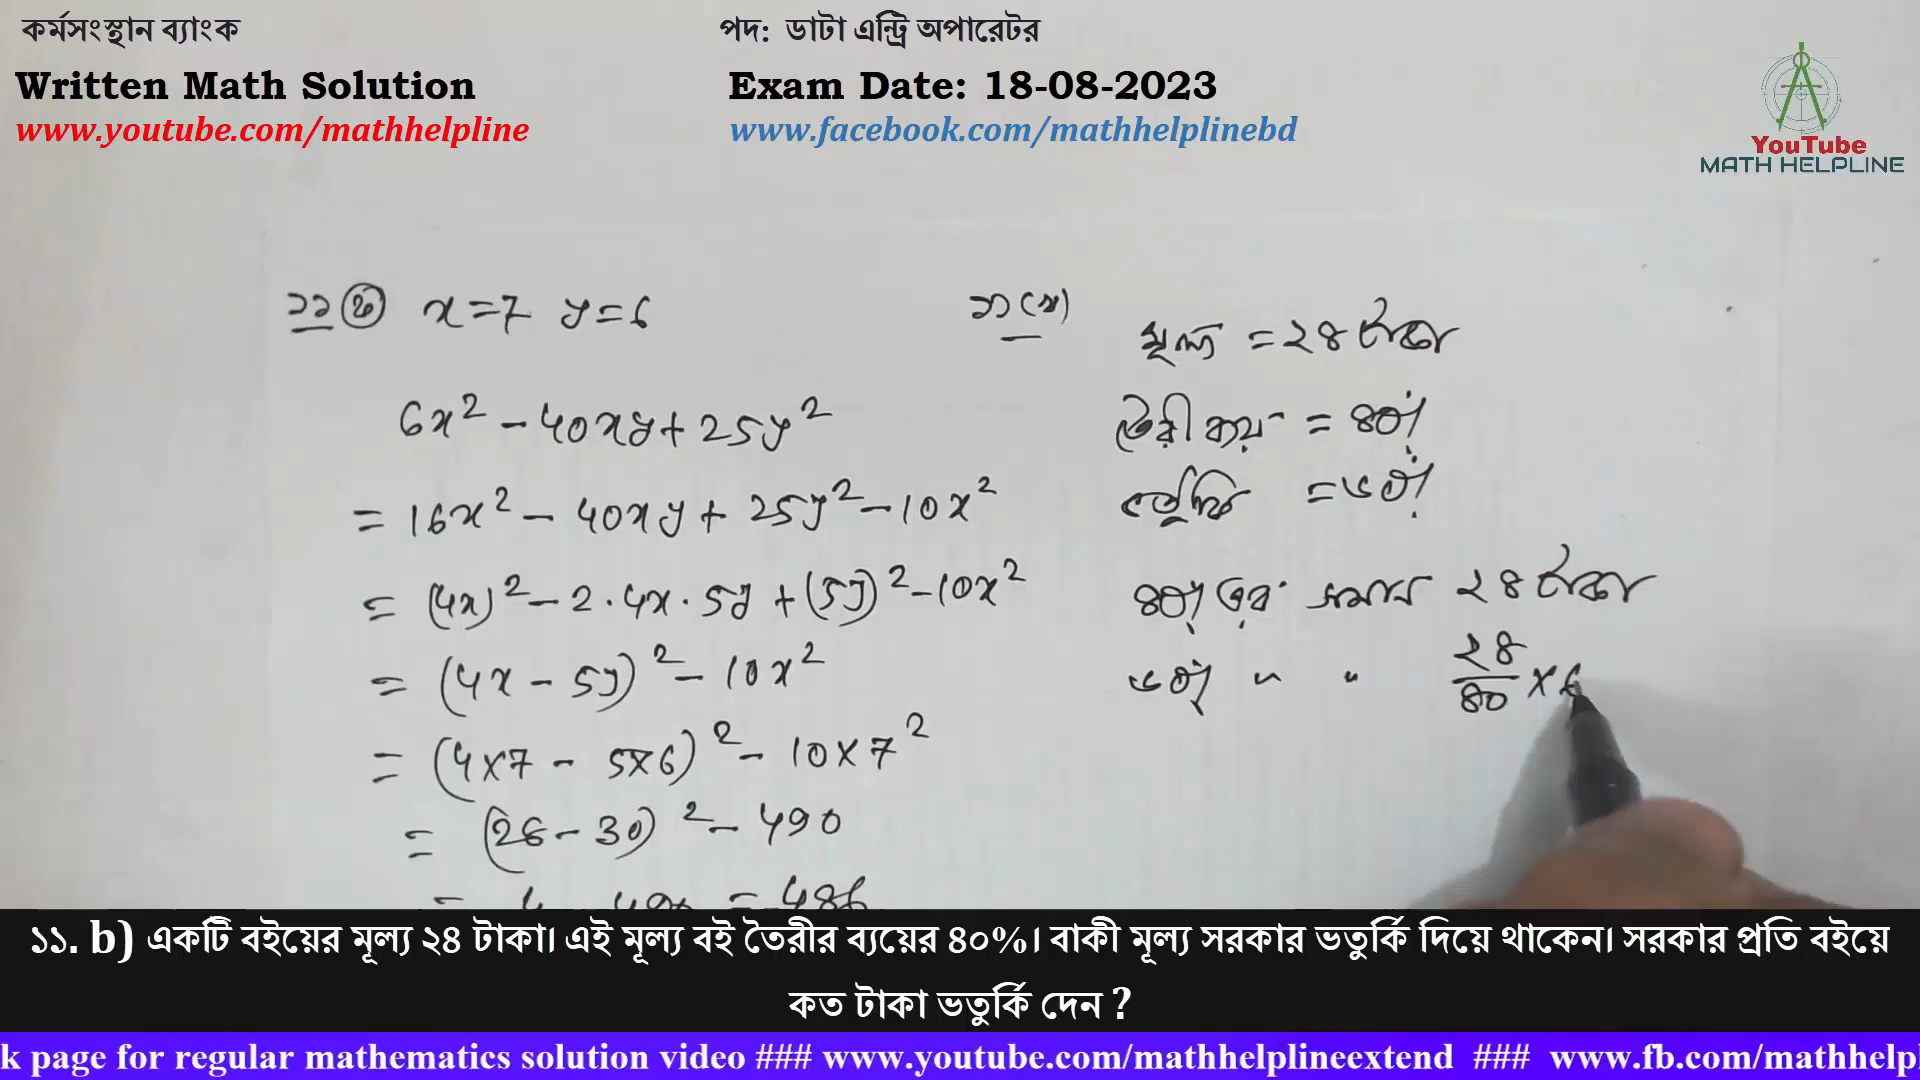 কর্মসংস্থান ব্যাংক
পদ: ডাটা এন্ট্রি অপারেটর
Written Math Solution
Exam Date: 18-08-2023
www.youtube.com/mathhelpline
www.facebook.com/mathhelplinebd
YouTube
MATH HELPLINE
x=7 y=6
6x² - 40xy + 25y²
= 16x² - 40xy + 25y² - 10x²
= (4x)² - 2·4x·5y + (5y)² - 10x²
= (4x - 5y)² - 10x²
= (4×7 - 5×6)² - 10×7²
= (28 - 30)² - 490
মূল্য = ২৪ টাকা
তৈরী ব্যয় = ৪০%
ভর্তুকি = ৬০%
৪০% এর সমান ২৪ টাকা
৬০% " " ২৪/৪০ ×
১১. b) একটি বইয়ের মূল্য ২৪ টাকা। এই মূল্য বই তৈরীর ব্যয়ের ৪০%। বাকী মূল্য সরকার ভতুর্কি দিয়ে থাকেন। সরকার প্রতি বইয়ে
কত টাকা ভতুর্কি দেন ?
k page for regular mathematics solution video ### www.youtube.com/mathhelplineextend ### www.fb.com/mathhelpl